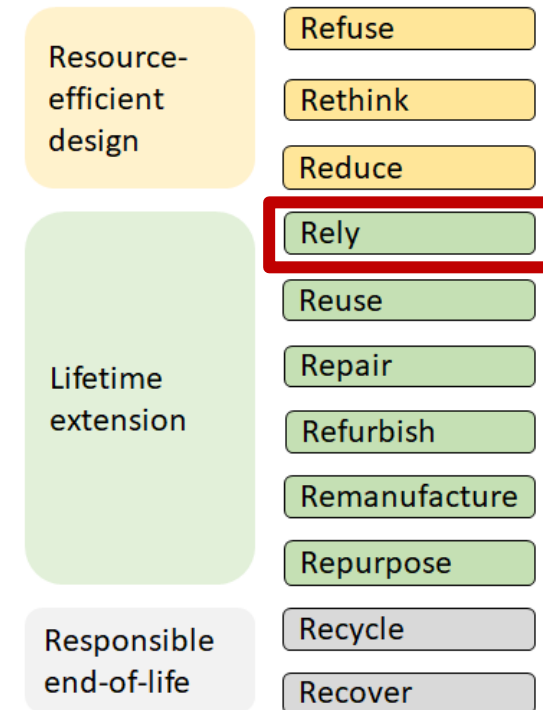 Resource-
efficient
design
Refuse
Rethink
Reduce
Lifetime
extension
Rely
Reuse
Repair
Refurbish
Remanufacture
Repurpose
Responsible
end-of-life
Recycle
Recover